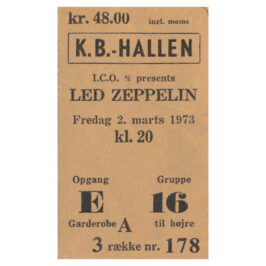 kr. 48.00 incl. moms
K.B.-HALLEN
I.C.O. % presents
LED ZEPPELIN
Fredag 2. marts 1973
kl. 20
Opgang Gruppe
E 16
Garderobe A til højre
3 række nr. 178